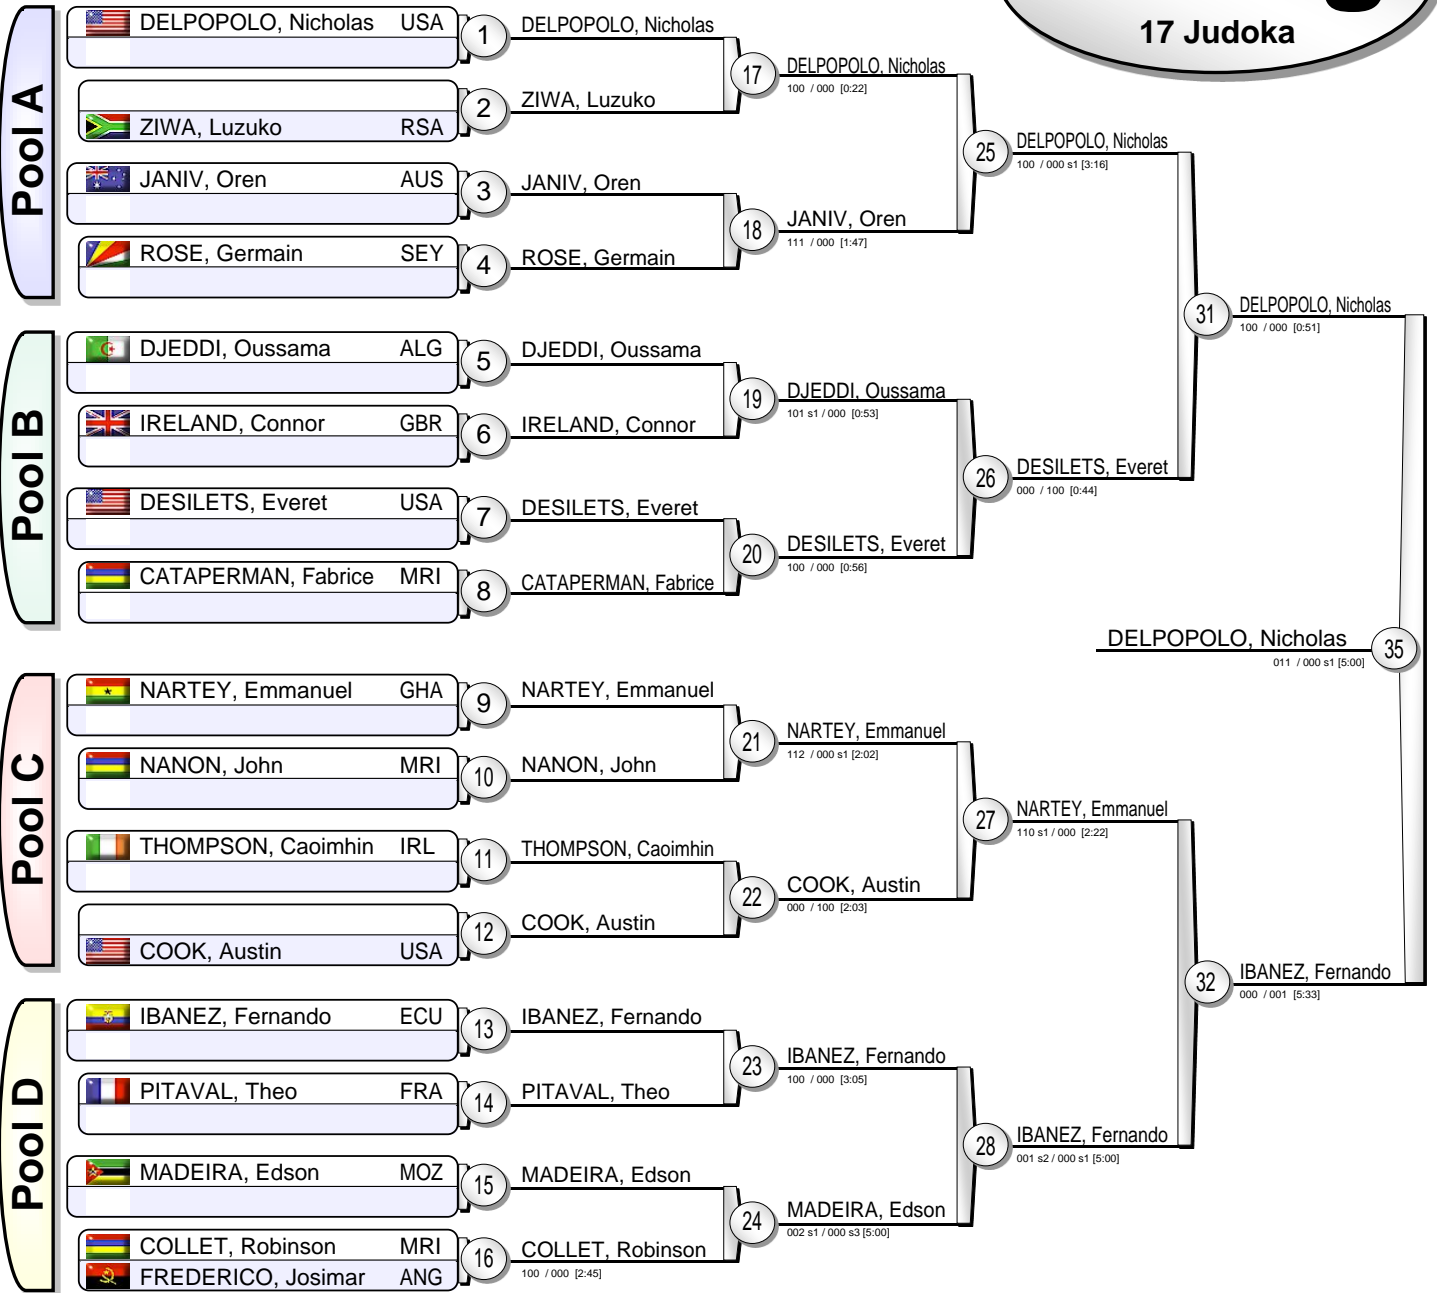 17 Judoka
Pool A
DELPOPOLO, Nicholas USA
1
ZIWA, Luzuko RSA
2
JANIV, Oren AUS
3
ROSE, Germain SEY
4
Pool B
DJEDDI, Oussama ALG
5
IRELAND, Connor GBR
6
DESILETS, Everet USA
7
CATAPERMAN, Fabrice MRI
8
Pool C
NARTEY, Emmanuel GHA
9
NANON, John MRI
10
THOMPSON, Caoimhin IRL
11
COOK, Austin USA
12
Pool D
IBANEZ, Fernando ECU
13
PITAVAL, Theo FRA
14
MADEIRA, Edson MOZ
15
COLLET, Robinson MRI
FREDERICO, Josimar ANG
16
DELPOPOLO, Nicholas
ZIWA, Luzuko
17
JANIV, Oren
ROSE, Germain
18
DJEDDI, Oussama
IRELAND, Connor
19
DESILETS, Everet
CATAPERMAN, Fabrice
20
NARTEY, Emmanuel
NANON, John
21
THOMPSON, Caoimhin
COOK, Austin
22
IBANEZ, Fernando
PITAVAL, Theo
23
MADEIRA, Edson
COLLET, Robinson
100 / 000 [2:45]
24
DELPOPOLO, Nicholas
100 / 000 [0:22]
JANIV, Oren
111 / 000 [1:47]
25
DJEDDI, Oussama
101 s1 / 000 [0:53]
DESILETS, Everet
100 / 000 [0:56]
26
NARTEY, Emmanuel
112 / 000 s1 [2:02]
COOK, Austin
000 / 100 [2:03]
27
IBANEZ, Fernando
100 / 000 [3:05]
MADEIRA, Edson
002 s1 / 000 s3 [5:00]
28
DELPOPOLO, Nicholas
100 / 000 s1 [3:16]
DESILETS, Everet
000 / 100 [0:44]
31
NARTEY, Emmanuel
110 s1 / 000 [2:22]
IBANEZ, Fernando
001 s2 / 000 s1 [5:00]
32
DELPOPOLO, Nicholas
100 / 000 [0:51]
IBANEZ, Fernando
000 / 001 [5:33]
DELPOPOLO, Nicholas
011 / 000 s1 [5:00]
35